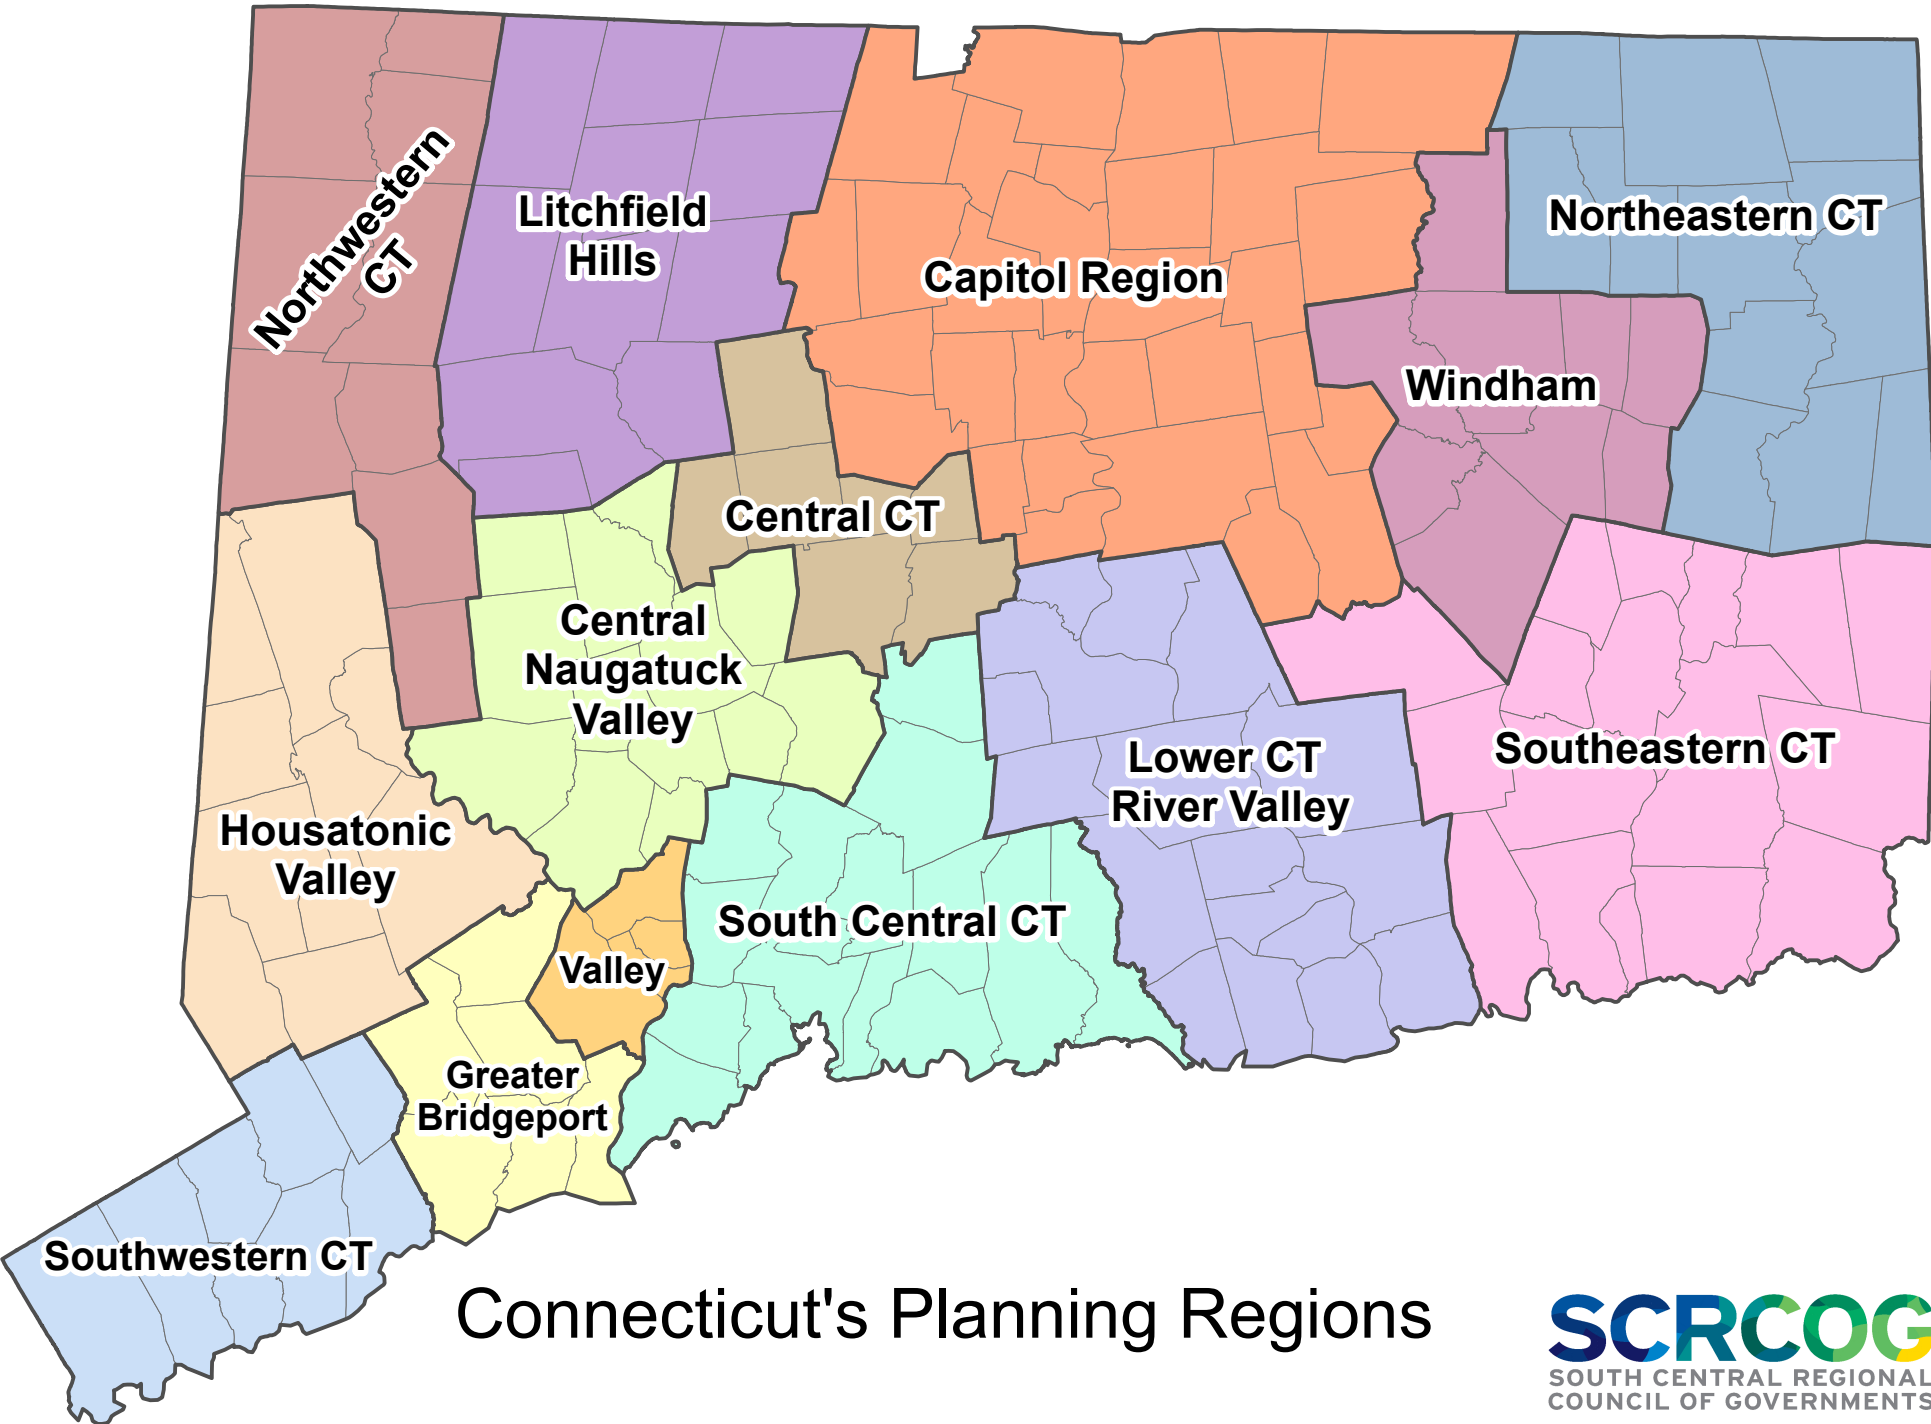 Northwestern
CT
Litchfield
Hills
Capitol Region
Northeastern CT
Windham
Central CT
Central
Naugatuck
Valley
Housatonic
Valley
Lower CT
River Valley
Southeastern CT
South Central CT
Valley
Greater
Bridgeport
Southwestern CT
Connecticut's Planning Regions
SCRCOG
SOUTH CENTRAL REGIONAL
COUNCIL OF GOVERNMENTS